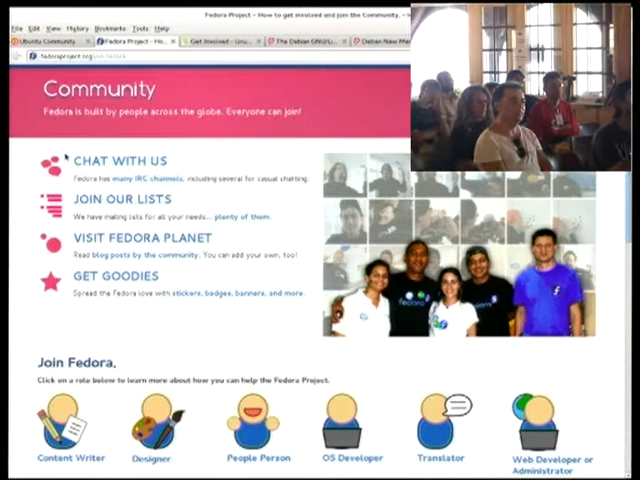 Fedora Project - How to get involved and join the Community. -
File Edit View History Bookmarks Tools Help
Ubuntu Community
Fedora Project - Ho...
Get Involved - Gnu...
The Debian GNU/Li...
Debian New Me
fedoraproject.org/join-fedora
Community
Fedora is built by people across the globe. Everyone can join!
CHAT WITH US
Fedora has many IRC channels, including several for casual chatting.
JOIN OUR LISTS
We have mailing lists for all your needs... plenty of them.
VISIT FEDORA PLANET
Read blog posts by the community. You can add your own, too!
GET GOODIES
Spread the Fedora love with stickers, badges, banners, and more.
fedora
Join Fedora.
Click on a role below to learn more about how you can help the Fedora Project.
Content Writer
Designer
People Person
OS Developer
Translator
Web Developer or
Administrator